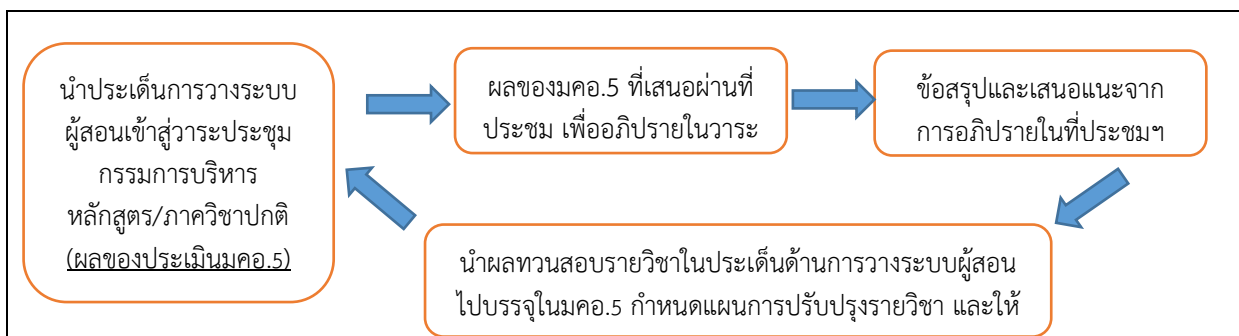 นำประเด็นการวางระบบ
ผู้สอนเข้าสู่วาระประชุม
กรรมการบริหาร
หลักสูตร/ภาควิชาปกติ
(ผลของประเมินมคอ.5)
ผลของมคอ.5 ที่เสนอผ่านที่
ประชม เพื่ออภิปรายในวาระ
ข้อสรุปและเสนอแนะจาก
การอภิปรายในที่ประชุมฯ
นำผลทวนสอบรายวิชาในประเด็นด้านการวางระบบผู้สอน
ไปบรรจุในมคอ.5 กำหนดแผนการปรับปรุงรายวิชา และให้